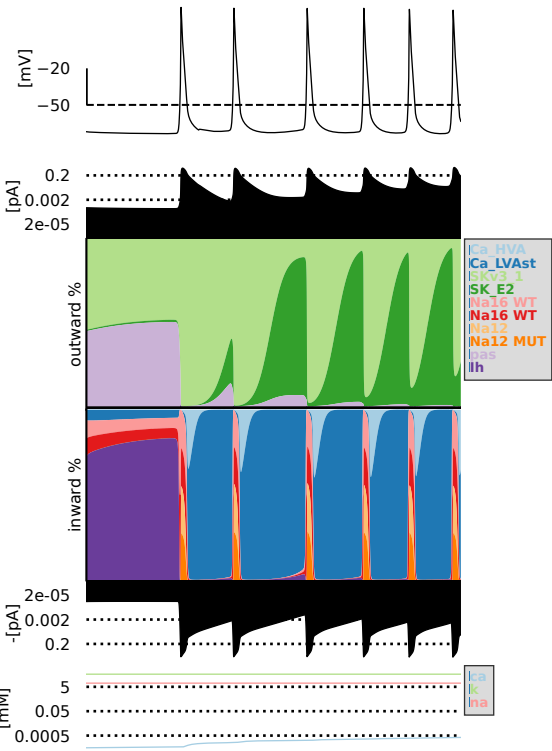 [mV]
−20
−50
[pA]
0.2
0.002
2e-05
outward %
Ca_HVA
Ca_LVAst
SKv3_1
SK_E2
Na16 WT
Na16 WT
Na12
Na12 MUT
pas
Ih
inward %
-[pA]
2e-05
0.002
0.2
[mM]
5
0.05
0.0005
ca
k
na